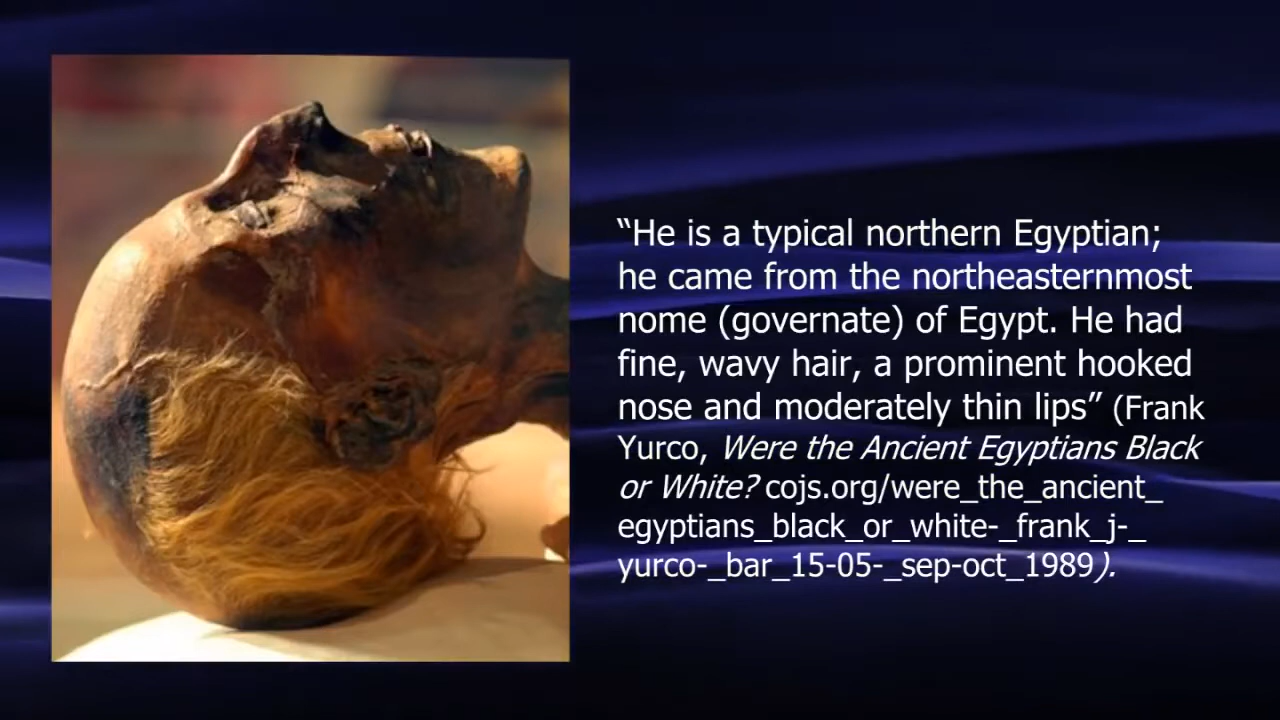 “He is a typical northern Egyptian;
he came from the northeasternmost
nome (governate) of Egypt. He had
fine, wavy hair, a prominent hooked
nose and moderately thin lips” (Frank
Yurco, Were the Ancient Egyptians Black
or White? cojs.org/were_the_ancient_
egyptians_black_or_white-_frank_j-_
yurco-_bar_15-05-_sep-oct_1989).